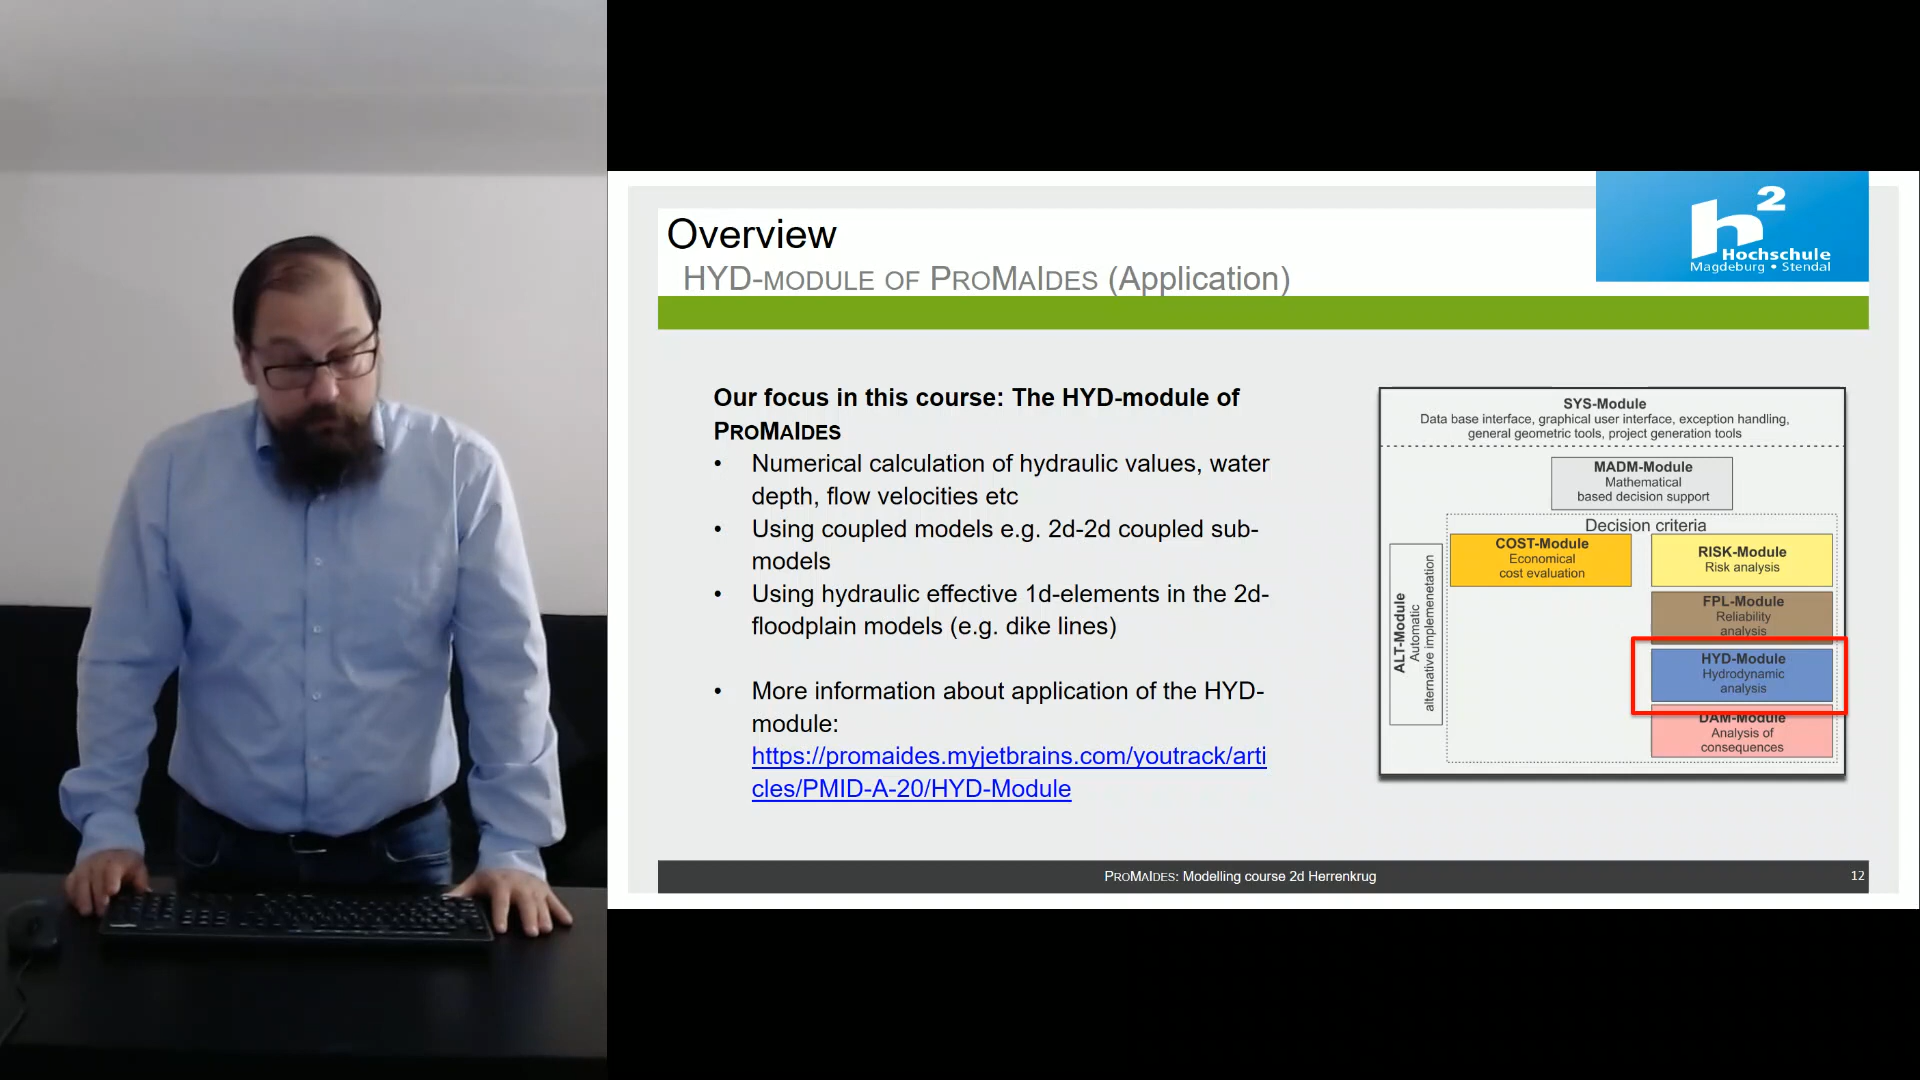 Overview
HYD-MODULE OF PROMAIDES (Application)
h2
Hochschule
Magdeburg • Stendal
Our focus in this course: The HYD-module of
PROMAIDES
• Numerical calculation of hydraulic values, water
depth, flow velocities etc
• Using coupled models e.g. 2d-2d coupled sub-
models
• Using hydraulic effective 1d-elements in the 2d-
floodplain models (e.g. dike lines)
• More information about application of the HYD-
module:
https://promaides.myjetbrains.com/youtrack/arti
cles/PMID-A-20/HYD-Module
SYS-Module
Data base interface, graphical user interface, exception handling,
general geometric tools, project generation tools
MADM-Module
Mathematical
based decision support
Decision criteria
ALT-Module
Automatic
alternative implemenetation
COST-Module
Economical
cost evaluation
RISK-Module
Risk analysis
FPL-Module
Reliability
analysis
HYD-Module
Hydrodynamic
analysis
DAM-Module
Analysis of
consequences
PROMAIDES: Modelling course 2d Herrenkrug
12